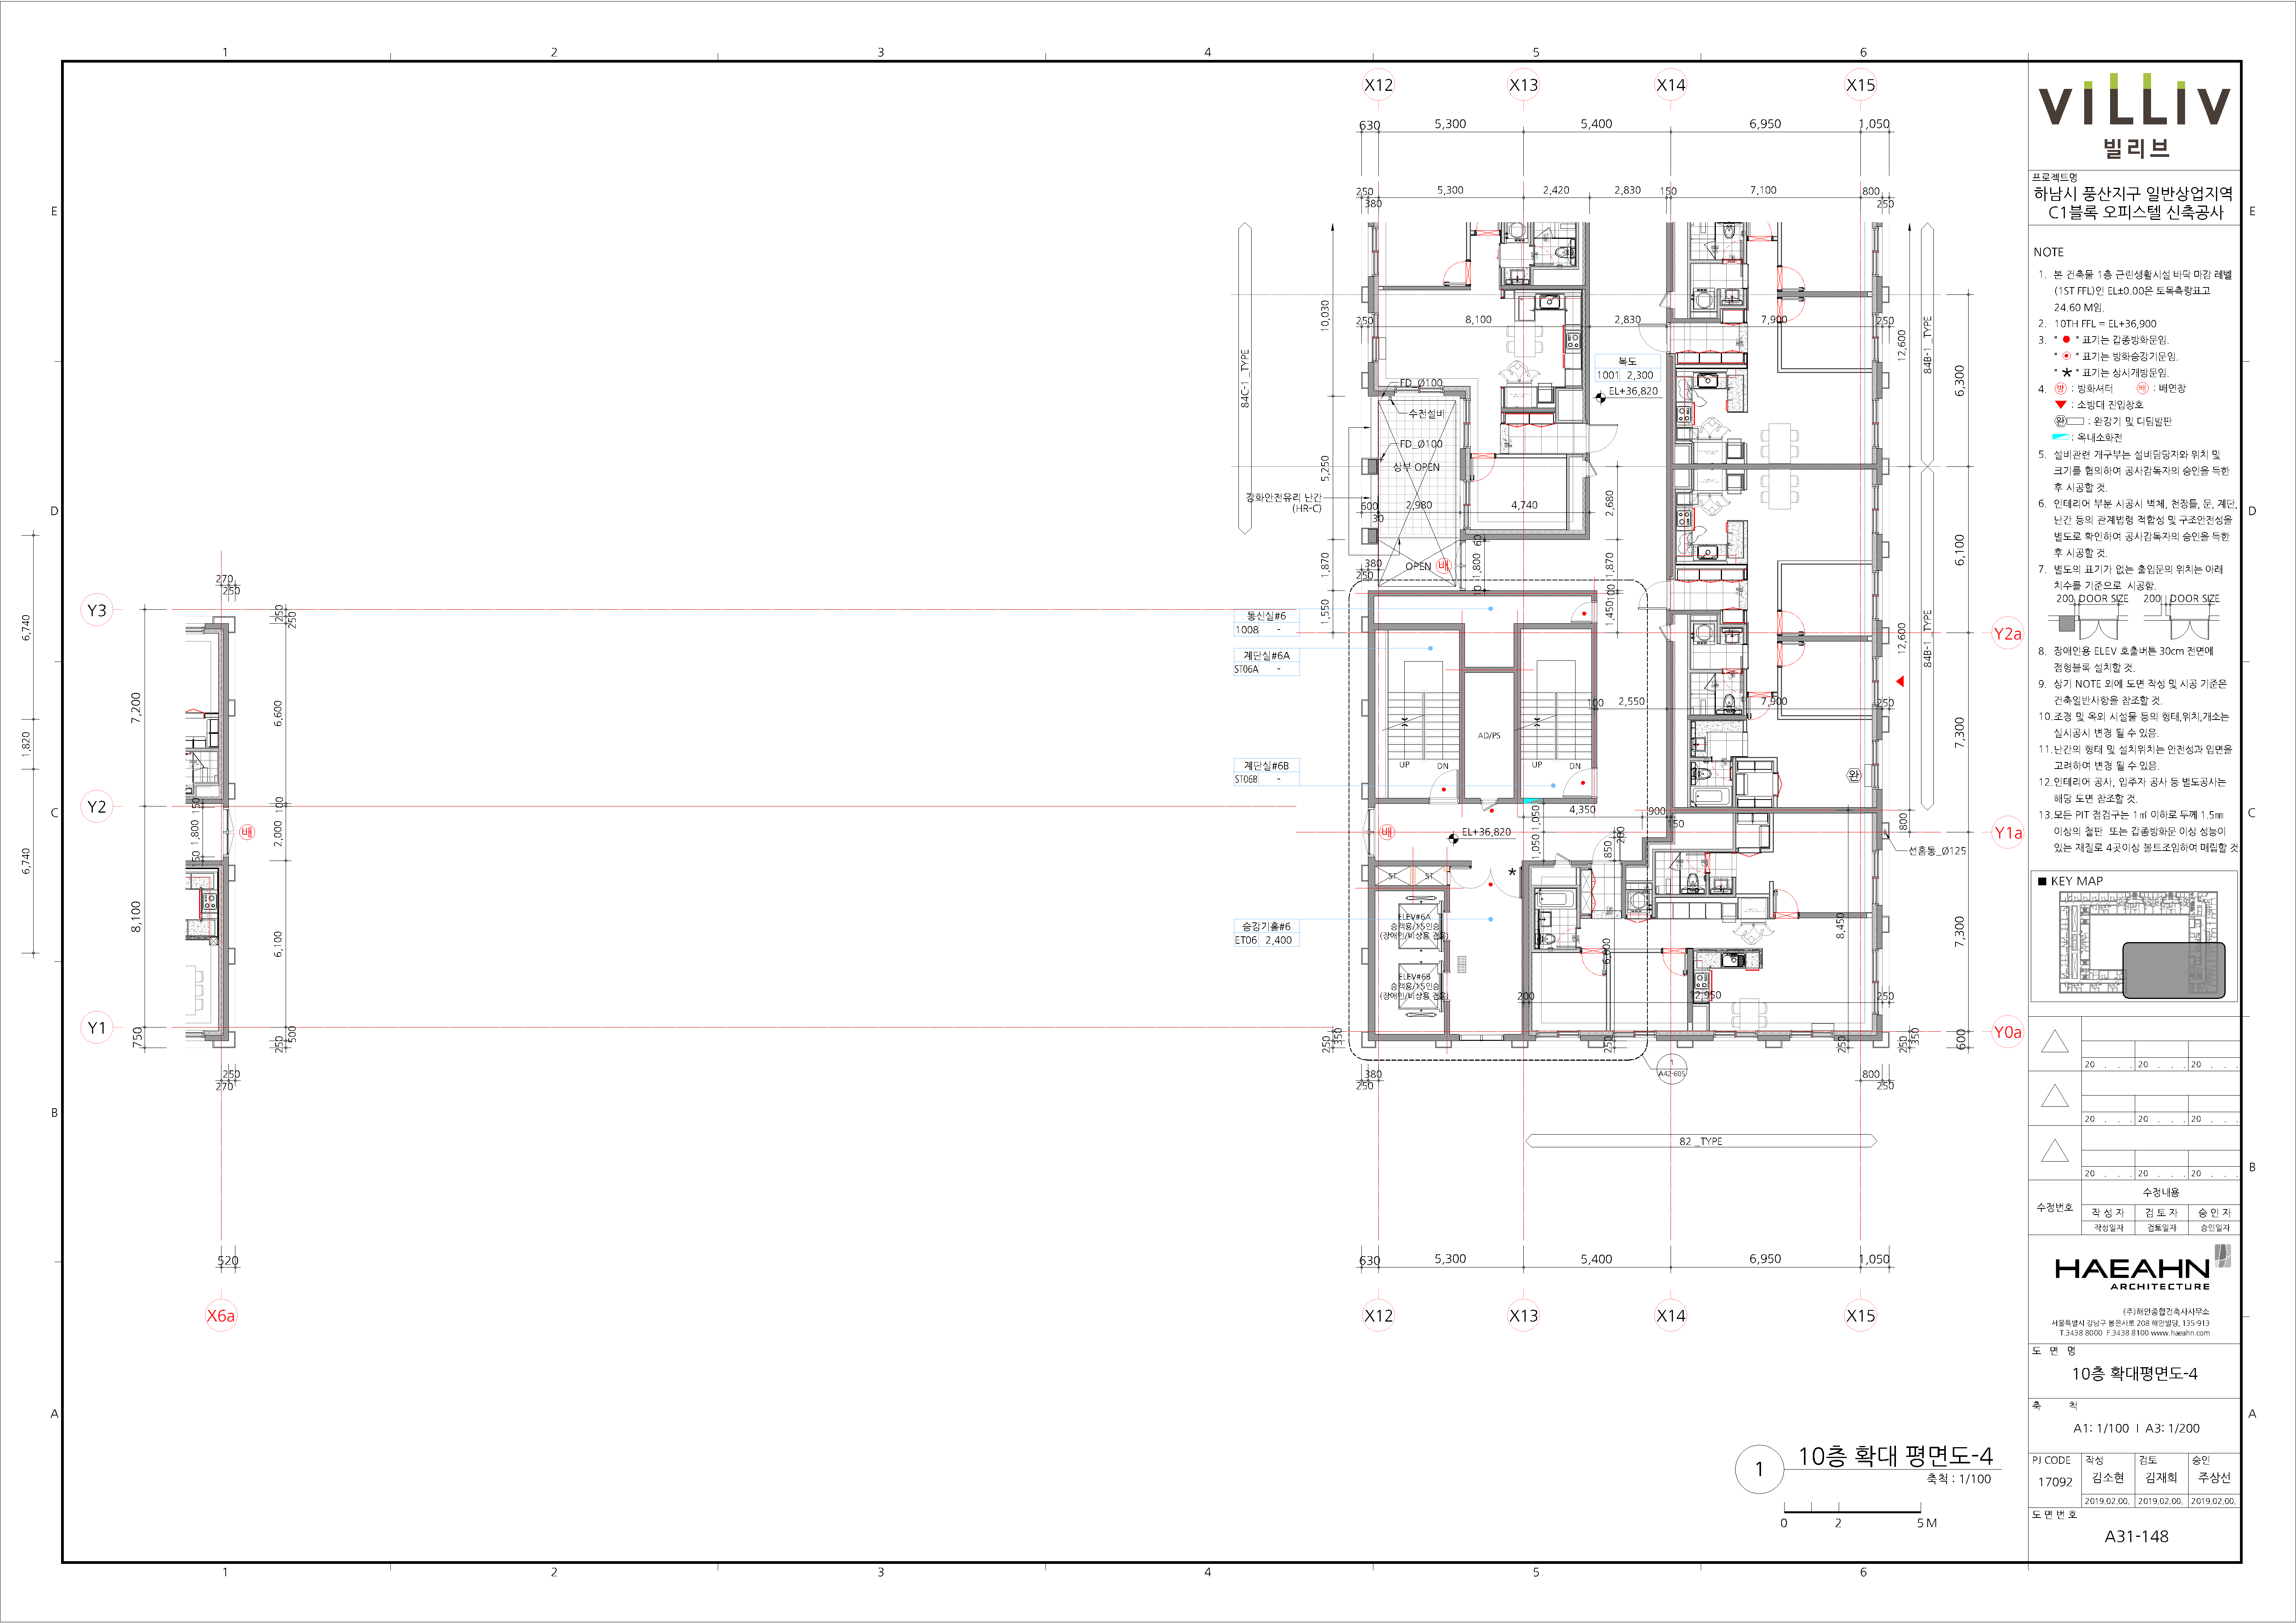 1 2 3 4 5 6
E
D
C
B
A
X12 X13 X14 X15
630 5,300 5,400 6,950 1,050
250 5,300 2,420 2,830 150 7,100 800
380 250
84C-1 _TYPE
10,030
5,250
1,870
1,550
250 8,100 2,830 7,900 250
복도
1001 2,300
EL+36,820
FD_Ø100
수전설비
FD_Ø100
상부 OPEN
강화안전유리 난간
(HR-C)
600 2,980 4,740
30
2,680
380
250
OPEN 배
60
1,800
10
1,870
100
1,450
통신실#6
1008 -
계단실#6A
ST06A -
계단실#6B
ST06B -
승강기홀#6
ET06 2,400
AD/PS
UP DN
UP DN
100 2,550
7,900 250
4,350 900
150
배
EL+36,820
1,050 1,050
850
200
*
ST ST
ELEV#6A
승객용/15인승
(장애인/비상용 겸용)
ELEV#6B
승객용/15인승
(장애인/비상용 겸용)
6,600
8,450
200 12,950 250
250 350
250
250
250 350
380
250
800
250
1
A42-605
완
선홈통_Ø125
12,600
84B-1 _TYPE
6,300
6,100
12,600
84B-1 _TYPE
7,300
800
7,300
600
Y2a
Y1a
Y0a
82 _TYPE
630 5,300 5,400 6,950 1,050
X12 X13 X14 X15
6,740
1,820
6,740
Y3
Y2
Y1
7,200
8,100
750
270
250
250
250
6,600
150
100
1,800
2,000
150
배
6,100
250
500
250
270
520
X6a
1
10층 확대 평면도-4
축척 : 1/100
0 2 5 M
VILLIV
빌리브
프로젝트명
하남시 풍산지구 일반상업지역
C1블록 오피스텔 신축공사
NOTE
1. 본 건축물 1층 근린생활시설 바닥 마감 레벨
(1ST FFL)인 EL±0.00은 토목측량표고
24.60 M임.
2. 10TH FFL = EL+36,900
3. " ● " 표기는 갑종방화문임.
" ◉ " 표기는 방화승강기문임.
" * " 표기는 상시개방문임.
4. 방 : 방화셔터 배 : 배연창
▼ : 소방대 진입창호
완 : 완강기 및 디딤발판
: 옥내소화전
5. 설비관련 개구부는 설비담당자와 위치 및
크기를 협의하여 공사감독자의 승인을 득한
후 시공할 것.
6. 인테리어 부분 시공시 벽체, 천장틀, 문, 계단,
난간 등의 관계법령 적합성 및 구조안전성을
별도로 확인하여 공사감독자의 승인을 득한
후 시공할 것.
7. 별도의 표기가 없는 출입문의 위치는 아래
치수를 기준으로 시공함.
200 DOOR SIZE 200 DOOR SIZE
8. 장애인용 ELEV 호출버튼 30cm 전면에
점형블록 설치할 것.
9. 상기 NOTE 외에 도면 작성 및 시공 기준은
건축일반사항을 참조할 것.
10. 조경 및 옥외 시설물 등의 형태,위치,개소는
실시공시 변경 될 수 있음.
11. 난간의 형태 및 설치위치는 안전성과 입면을
고려하여 변경 될 수 있음.
12. 인테리어 공사, 입주자 공사 등 별도공사는
해당 도면 참조할 것.
13. 모든 PIT 점검구는 1㎡ 이하로 두께 1.5㎜
이상의 철판 또는 갑종방화문 이상 성능이
있는 재질로 4곳이상 볼트조임하여 매립할 것
■ KEY MAP
20 . . . 20 . . . 20 . . .
20 . . . 20 . . . 20 . . .
20 . . . 20 . . . 20 . . .
수정번호
수정내용
작 성 자 검 토 자 승 인 자
작성일자 검토일자 승인일자
HAEAHN
ARCHITECTURE
(주)해안종합건축사사무소
서울특별시 강남구 봉은사로 208 해안빌딩, 135-913
T.3438 8000 F.3438 8100 www.haeahn.com
도 면 명
10층 확대평면도-4
축 척
A1: 1/100 I A3: 1/200
PJ CODE 작성 검토 승인
17092 김소현 김재희 주상선
2019.02.00. 2019.02.00. 2019.02.00.
도 면 번 호
A31-148
E
D
C
B
A
1 2 3 4 5 6